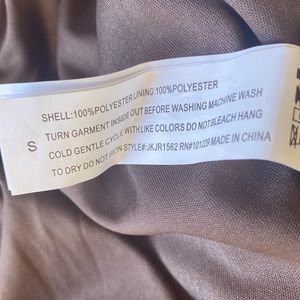 SHELL:100%POLYESTER LINING:100%POLYESTER
TURN GARMENT INSIDE OUT BEFORE WASHING MACHINE WASH
COLD GENTLE CYCLE WITH LIKE COLORS DO NOT BLEACH HANG
TO DRY DO NOT IRON STYLE#:JKJR1562 RN#101229 MADE IN CHINA
S